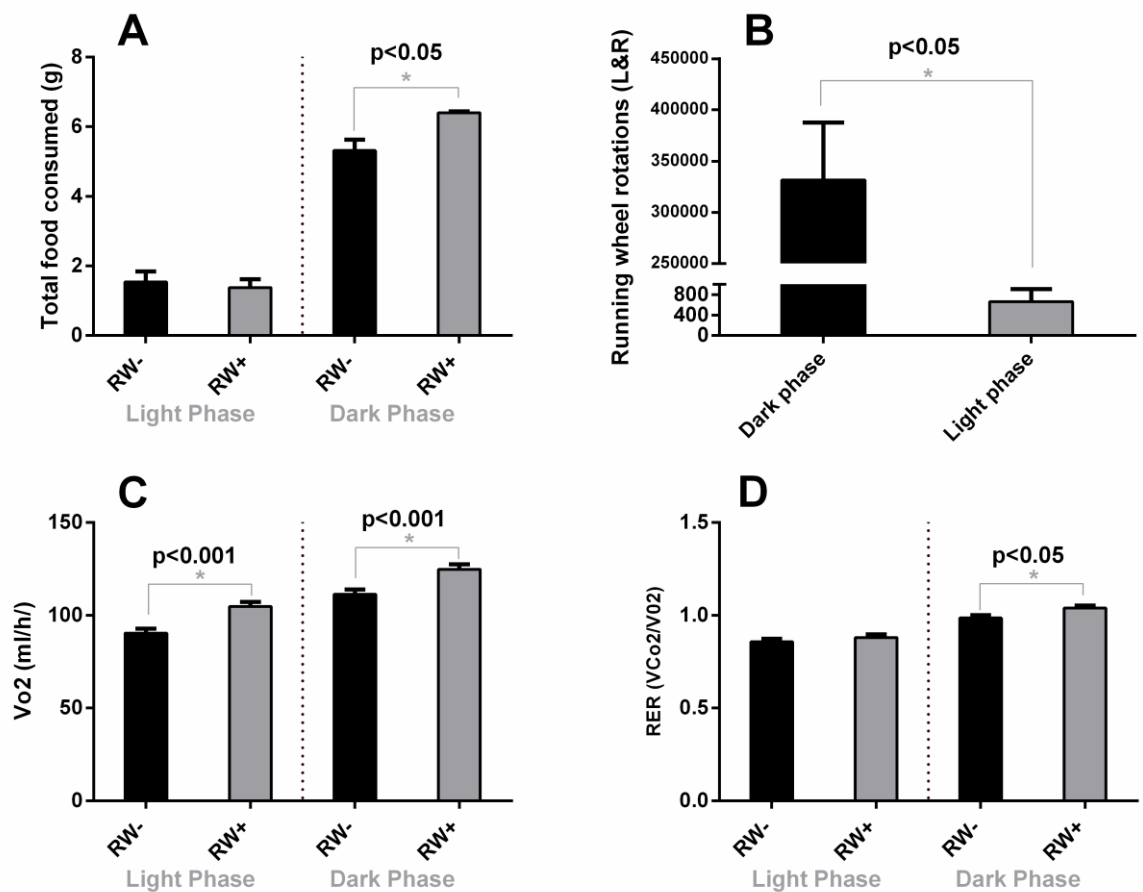 A
Total food consumed (g)
8
6
4
2
0
p<0.05
*
RW-
RW+
RW-
RW+
Light Phase
Dark Phase
B
Running wheel rotations (L&R)
450000
400000
350000
300000
250000
800
400
0
p<0.05
*
Dark phase
Light phase
C
Vo2 (ml/h/)
150
100
50
0
p<0.001
*
p<0.001
*
RW-
RW+
RW-
RW+
Light Phase
Dark Phase
D
RER (VCo2/V02)
1.5
1.0
0.5
0.0
p<0.05
*
RW-
RW+
RW-
RW+
Light Phase
Dark Phase